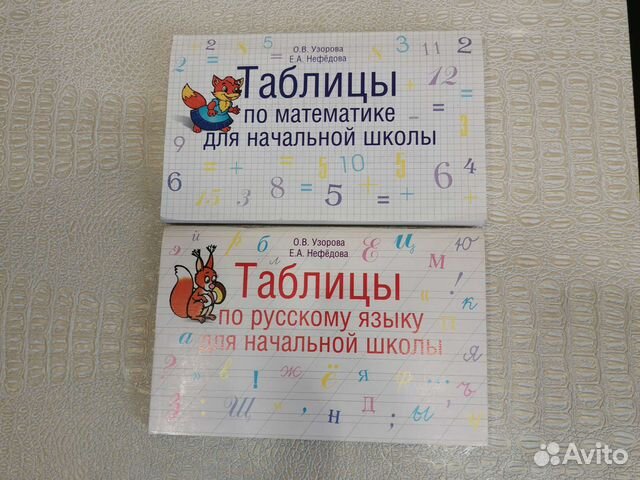 О.В. Узорова
Е.А. Нефёдова
Таблицы
по математике
для начальной школы
О.В. Узорова
Е.А. Нефёдова
Таблицы
по русскому языку
для начальной школы
Avito